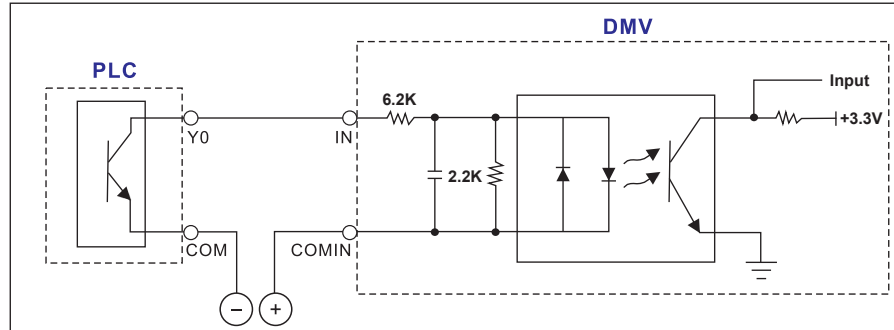 DMV
PLC
Input
6.2K
+3.3V
Y0
IN
2.2K
COM
COMIN
− +